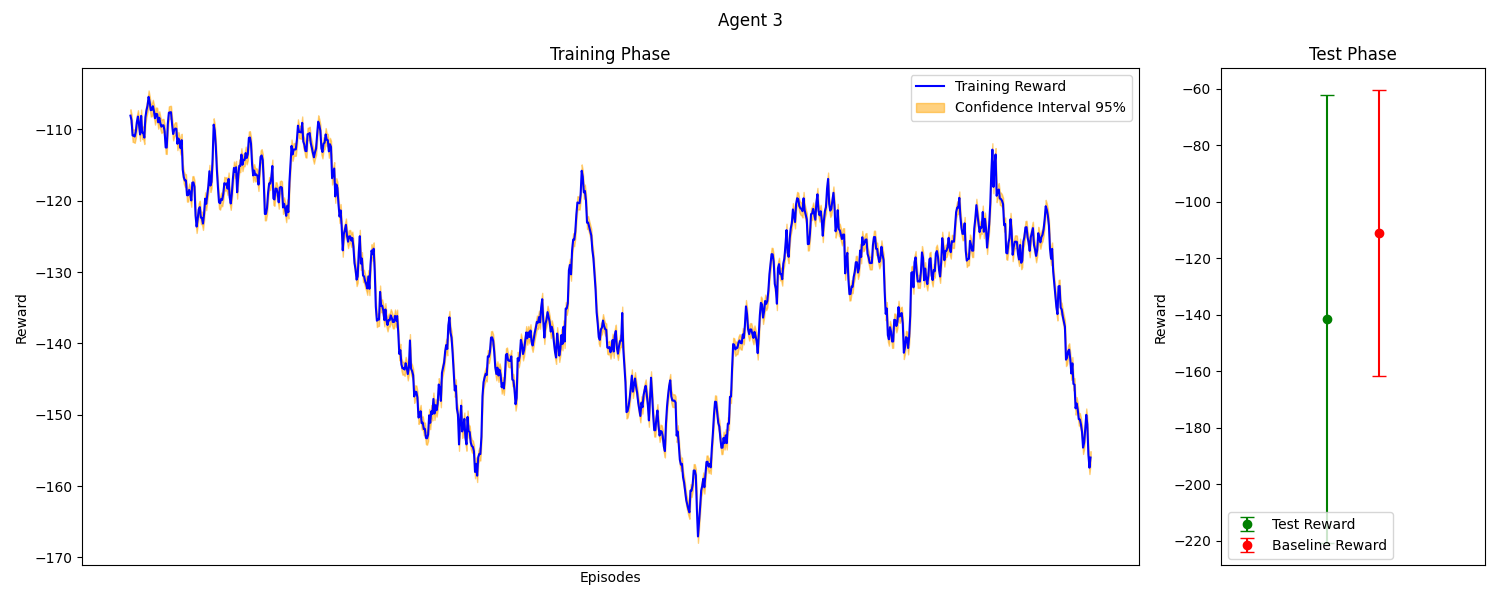 Agent 3
Training Phase
Training Reward
Confidence Interval 95%
−110
−120
−130
−140
−150
−160
−170
Reward
Episodes
Test Phase
−60
−80
−100
−120
−140
−160
−180
−200
−220
Reward
Test Reward
Baseline Reward